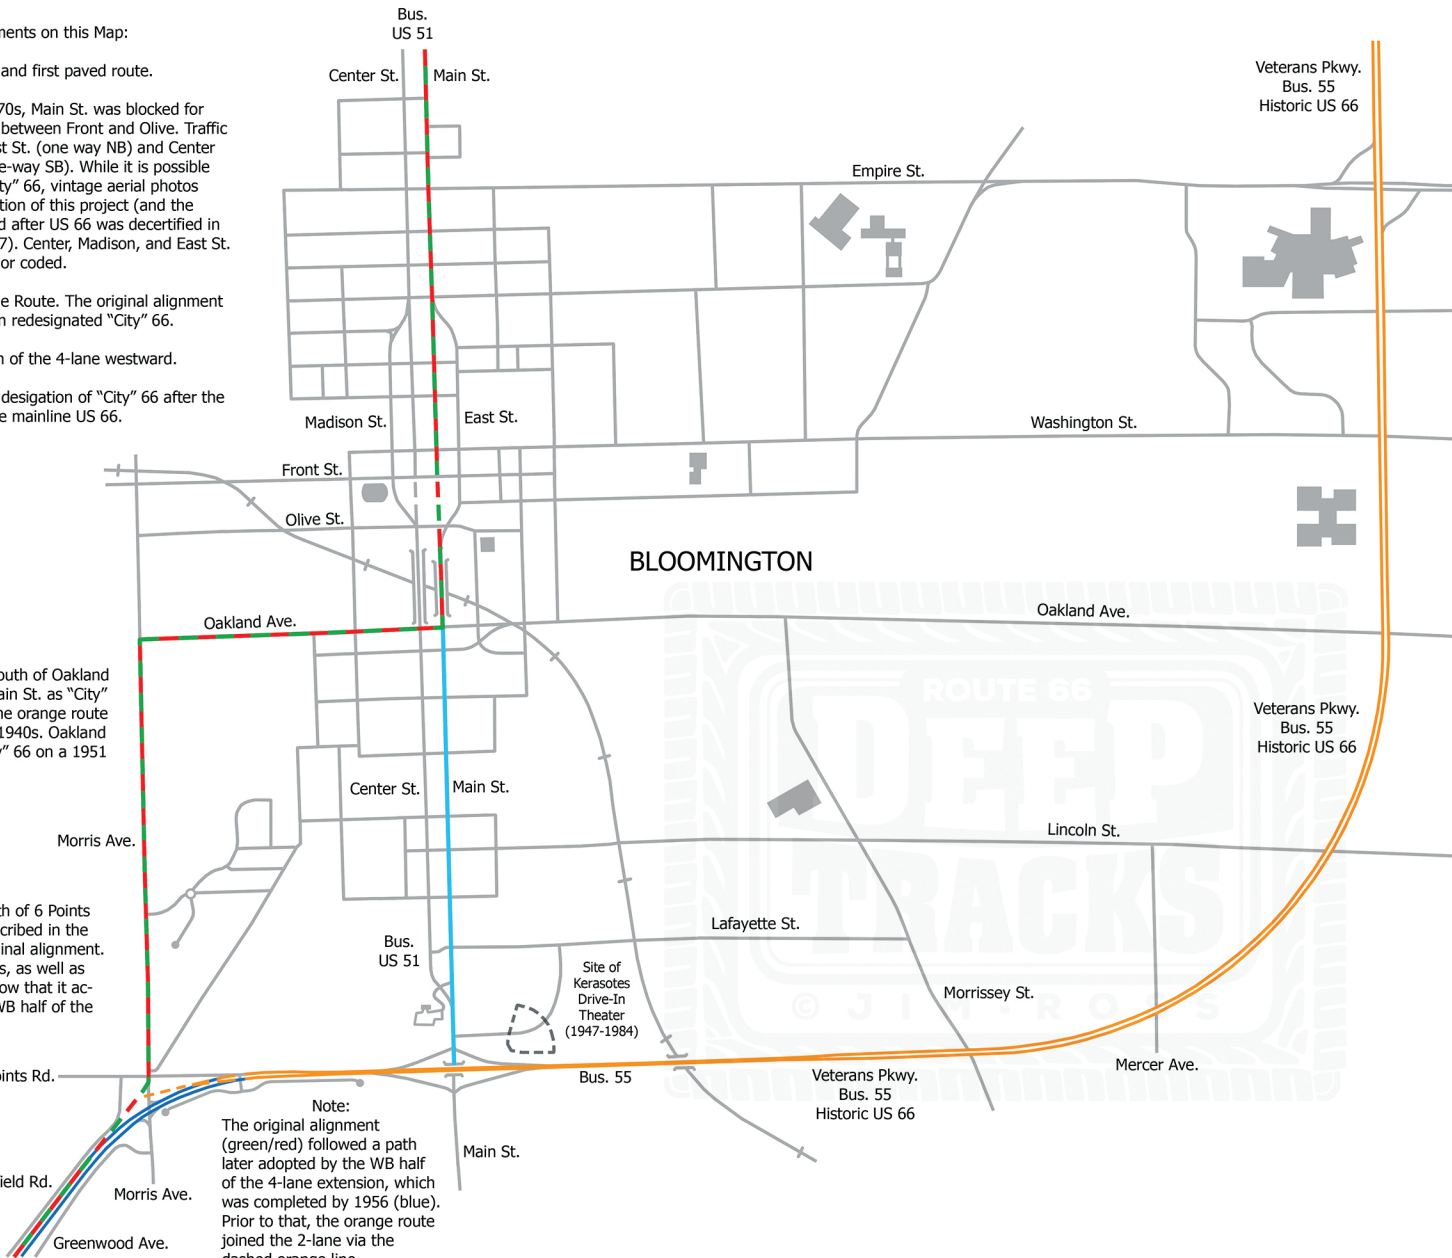 Bus.
US 51
Center St.
Main St.
Veterans Pkwy.
Bus. 55
Historic US 66
Empire St.
ments on this Map:
and first paved route.
70s, Main St. was blocked for
between Front and Olive. Traffic
st St. (one way NB) and Center
e-way SB). While it is possible
ty” 66, vintage aerial photos
tion of this project (and the
d after US 66 was decertified in
7). Center, Madison, and East St.
or coded.
e Route. The original alignment
n redesignated “City” 66.
n of the 4-lane westward.
desigation of “City” 66 after the
e mainline US 66.
Madison St.
East St.
Washington St.
Front St.
Olive St.
BLOOMINGTON
Oakland Ave.
Oakland Ave.
outh of Oakland
ain St. as “City”
he orange route
1940s. Oakland
y” 66 on a 1951
ROUTE 66
DEEP
TRACKS
© JIM • ROSS
Veterans Pkwy.
Bus. 55
Historic US 66
Center St.
Main St.
Morris Ave.
Lincoln St.
th of 6 Points
cribed in the
inal alignment.
s, as well as
ow that it ac-
WB half of the
Bus.
US 51
Lafayette St.
Site of
Kerasotes
Drive-In
Theater
(1947-1984)
Morrissey St.
Mercer Ave.
oints Rd.
Bus. 55
Veterans Pkwy.
Bus. 55
Historic US 66
Note:
The original alignment
(green/red) followed a path
later adopted by the WB half
of the 4-lane extension, which
was completed by 1956 (blue).
Prior to that, the orange route
joined the 2-lane via the
dashed orange line.
Main St.
field Rd.
Morris Ave.
Greenwood Ave.